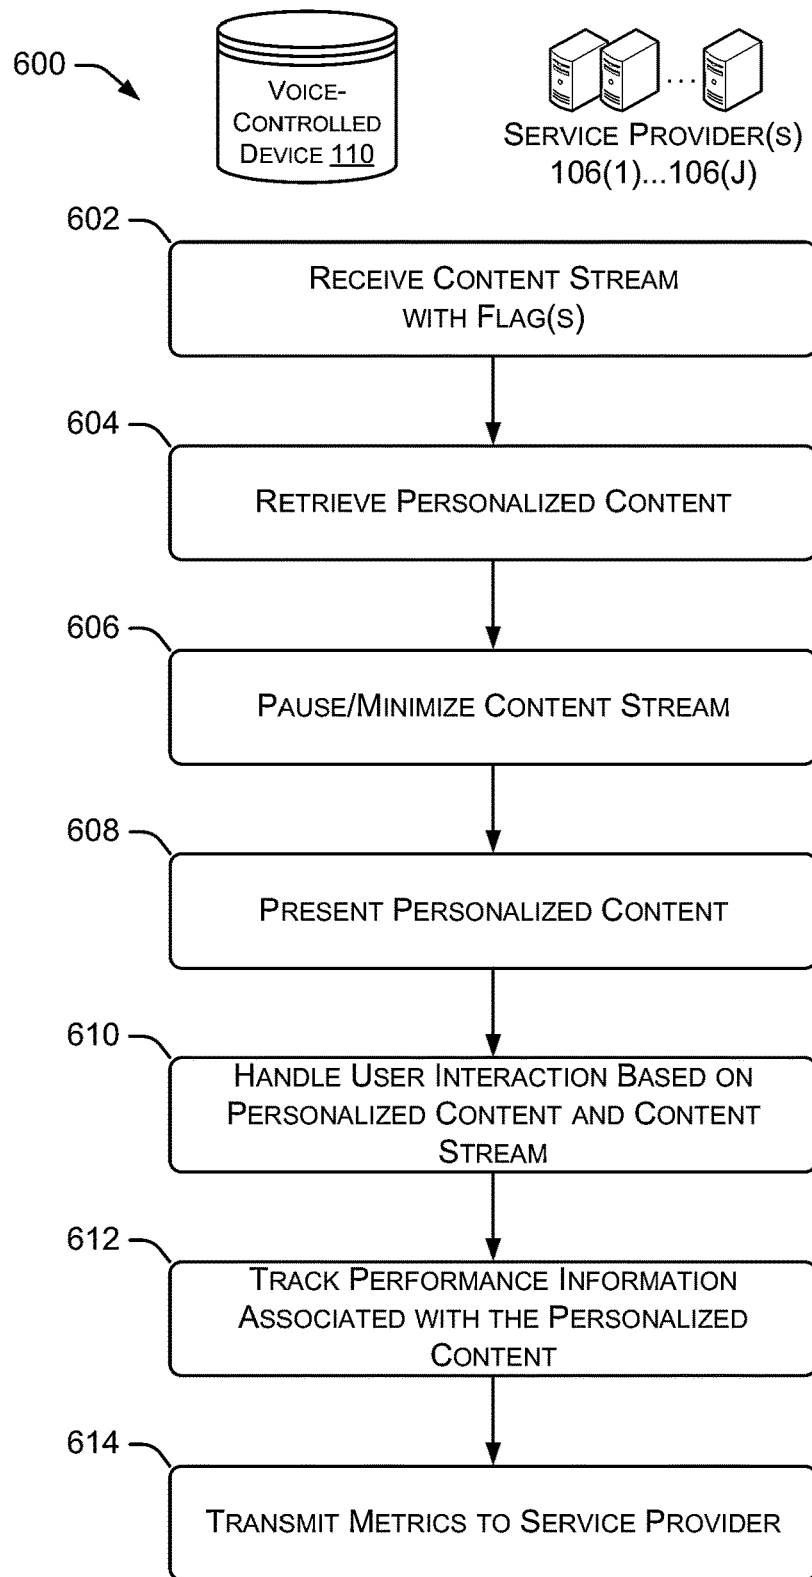 600
VOICE-
CONTROLLED
DEVICE 110
...
SERVICE PROVIDER(S)
106(1)...106(J)
602
RECEIVE CONTENT STREAM
WITH FLAG(S)
604
RETRIEVE PERSONALIZED CONTENT
606
PAUSE/MINIMIZE CONTENT STREAM
608
PRESENT PERSONALIZED CONTENT
610
HANDLE USER INTERACTION BASED ON
PERSONALIZED CONTENT AND CONTENT
STREAM
612
TRACK PERFORMANCE INFORMATION
ASSOCIATED WITH THE PERSONALIZED
CONTENT
614
TRANSMIT METRICS TO SERVICE PROVIDER